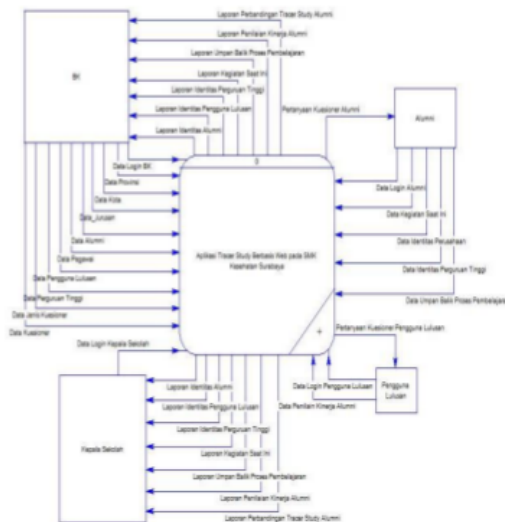 Laporan Perbandingan Tracer Study Alumni
Laporan Penilaian Kinerja Alumni
Laporan Umpan Balik Proses Pembelajaran
Laporan Kegiatan Saat Ini
Laporan Identitas Perguruan Tinggi
Laporan Identitas Pengguna Lulusan
Laporan Identitas Alumni
BK
Pertanyaan Kuesioner Alumni
Alumni
Data Login BK
Data Provinsi
Data Kota
Data_Jurusan
Data Alumni
Data Pegawai
Data Pengguna Lulusan
Data Perguruan Tinggi
Data Jenis Kuesioner
Data Kuesioner
0
Aplikasi Tracer Study Berbasis Web pada SMK
Kesehatan Surabaya
+
Data Login Alumni
Data Kegiatan Saat Ini
Data Identitas Perusahaan
Data Identitas Perguruan Tinggi
Data Umpan Balik Proses Pembelajaran
Pertanyaan Kuesioner Pengguna Lulusan
Data Login Pengguna Lulusan
Data Penilain Kinerja Alumni
Pengguna
Lulusan
Data Login Kepala Sekolah
Kepala Sekolah
Laporan Identitas Alumni
Laporan Identitas Pengguna Lulusan
Laporan Identitas Perguruan Tinggi
Laporan Kegiatan Saat Ini
Laporan Umpan Balik Proses Pembelajaran
Laporan Penilaian Kinerja Alumni
Laporan Perbandingan Tracer Study Alumni